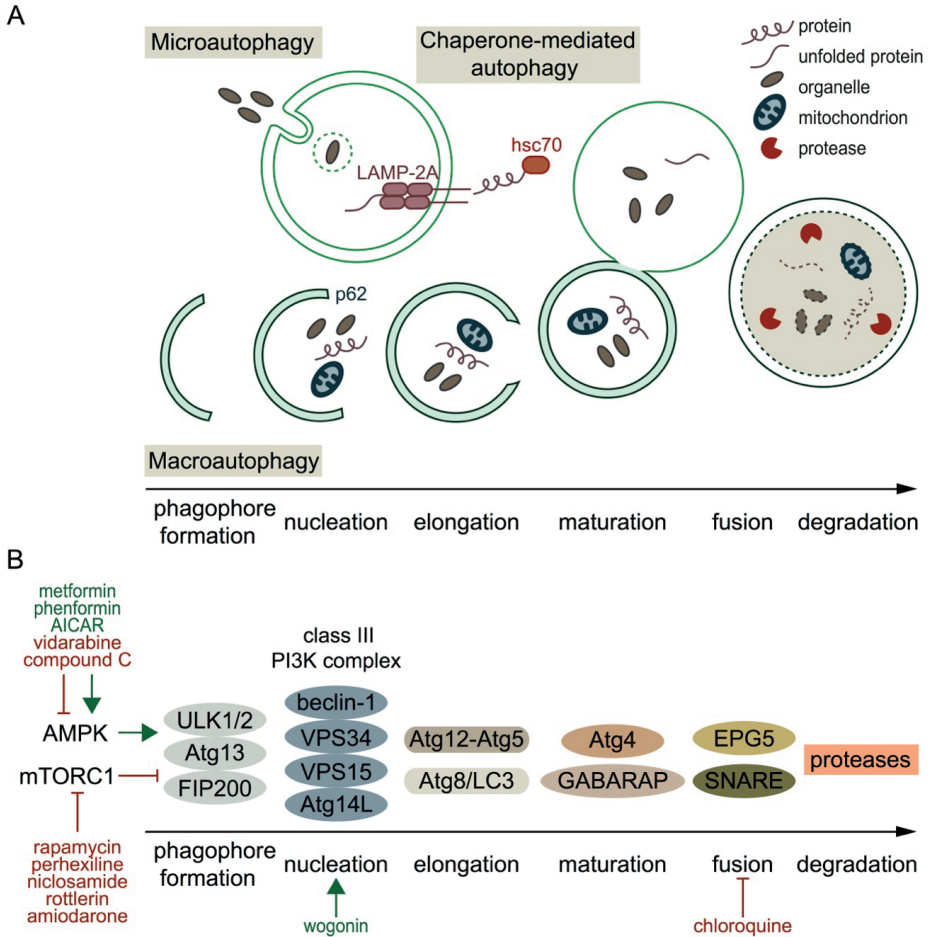 A
Microautophagy
Chaperone-mediated
autophagy
protein
unfolded protein
organelle
mitochondrion
protease
hsc70
LAMP-2A
p62
Macroautophagy
phagophore
formation
nucleation
elongation
maturation
fusion
degradation
B
metformin
phenformin
AICAR
vidarabine
compound C
class III
PI3K complex
AMPK
mTORC1
ULK1/2
Atg13
FIP200
beclin-1
VPS34
VPS15
Atg14L
Atg12-Atg5
Atg8/LC3
Atg4
GABARAP
EPG5
SNARE
proteases
rapamycin
perhexiline
niclosamide
rottlerin
amiodarone
phagophore
formation
nucleation
elongation
maturation
fusion
degradation
wogonin
chloroquine